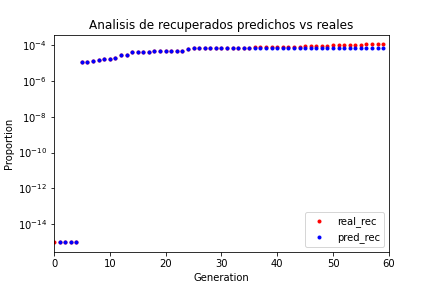 Analisis de recuperados predichos vs reales
Proportion
10⁻⁴
10⁻⁶
10⁻⁸
10⁻¹⁰
10⁻¹²
10⁻¹⁴
real_rec
pred_rec
0 10 20 30 40 50 60
Generation